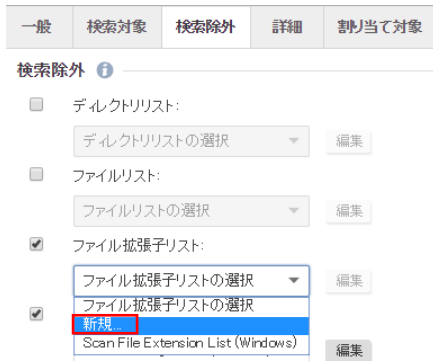 一般 検索対象 検索除外 詳細 割り当て対象
検索除外
ディレクトリリスト:
ディレクトリリストの選択 編集
ファイルリスト:
ファイルリストの選択 編集
ファイル拡張子リスト:
ファイル拡張子リストの選択 編集
ファイル拡張子リストの選択
新規...
Scan File Extension List (Windows)
編集